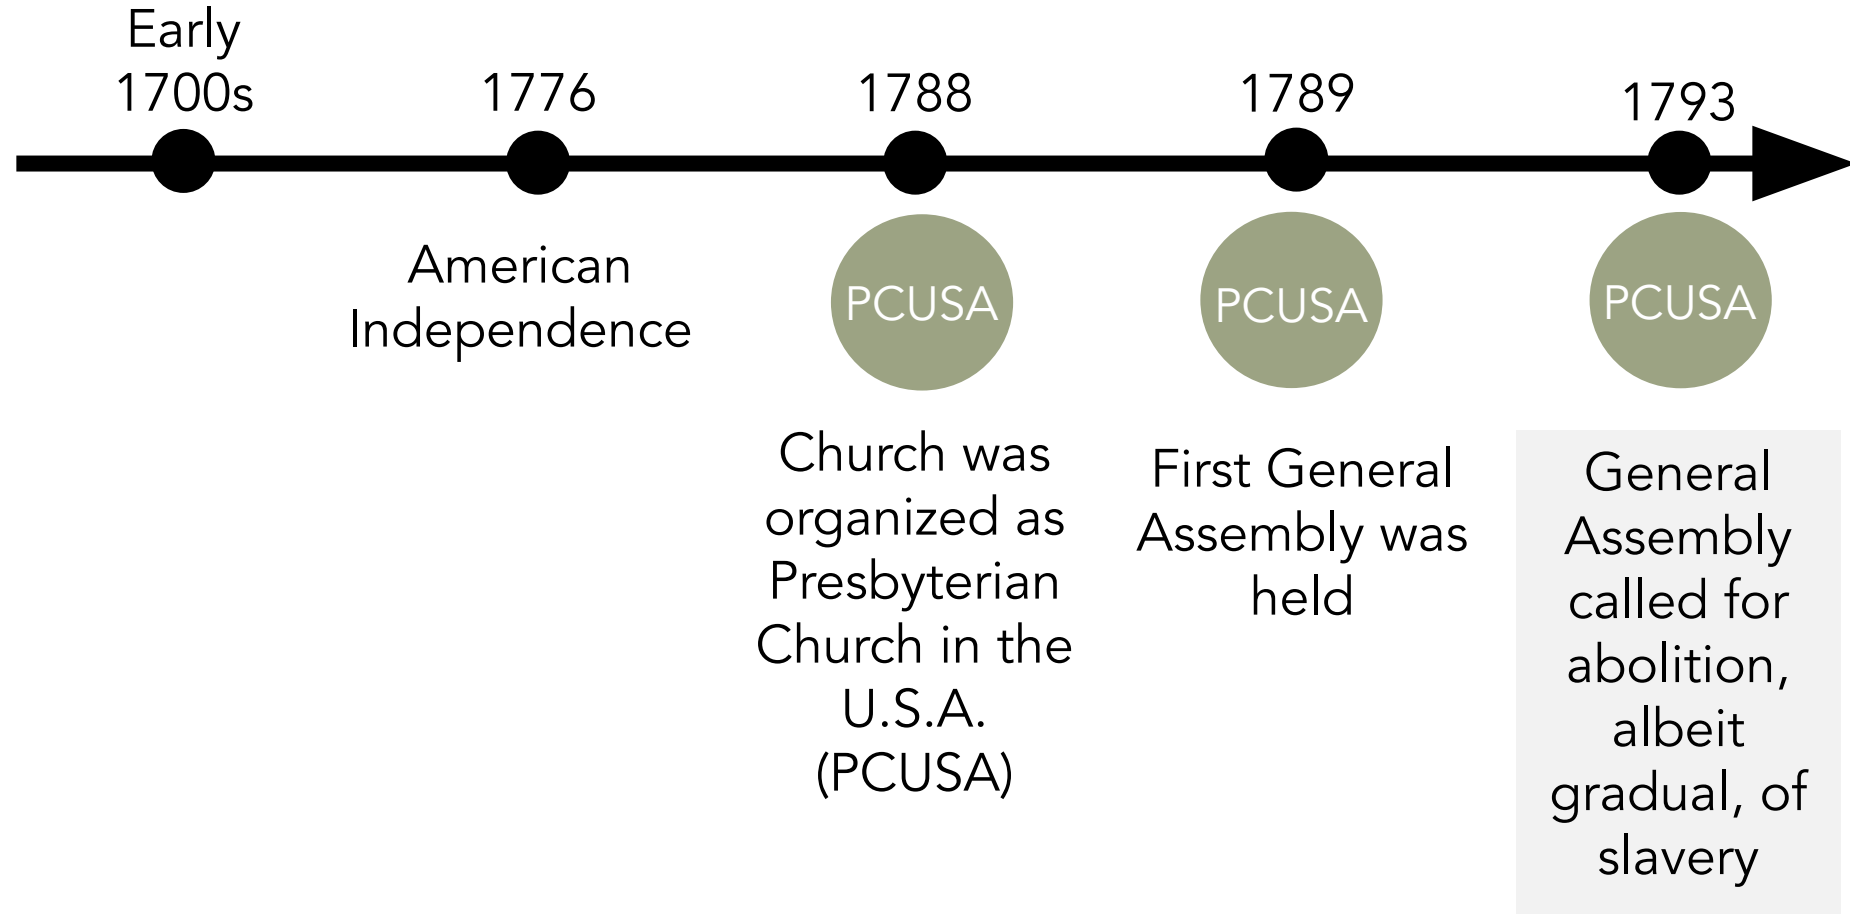 Early
1700s
1776
1788
1789
1793
American
Independence
PCUSA
PCUSA
PCUSA
Church was
organized as
Presbyterian
Church in the
U.S.A.
(PCUSA)
First General
Assembly was
held
General
Assembly
called for
abolition,
albeit
gradual, of
slavery